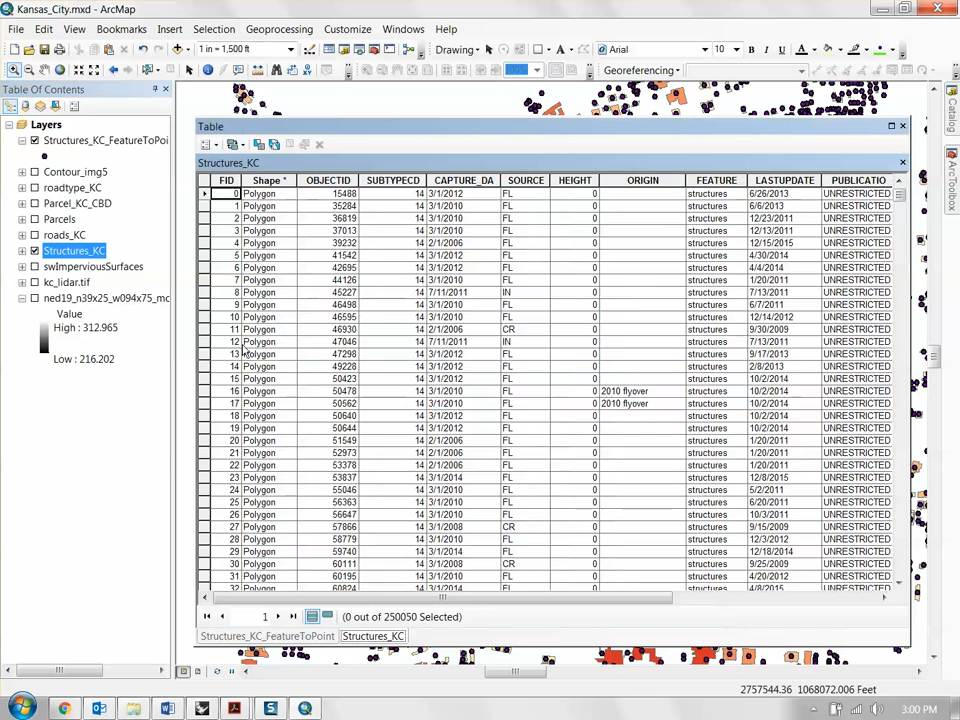 Kansas_City.mxd - ArcMap
File Edit View Bookmarks Insert Selection Geoprocessing Customize Windows Help
1 in = 1,500 ft Drawing Arial 10 B I U A
100% Georeferencing
Table Of Contents
Layers
Structures_KC_FeatureToPoi
Contour_img5
roadtype_KC
Parcel_KC_CBD
Parcels
roads_KC
Structures_KC
swImperviousSurfaces
kc_lidar.tif
ned19_n39x25_w094x75_mc
Value
High : 312.965
Low : 216.202
Table
Structures_KC
FID Shape * OBJECTID SUBTYPECD CAPTURE_DA SOURCE HEIGHT ORIGIN FEATURE LASTUPDATE PUBLICATIO
0 Polygon 15488 14 3/1/2012 FL 0 structures 6/26/2013 UNRESTRICTED
1 Polygon 35284 14 3/1/2010 FL 0 structures 6/6/2013 UNRESTRICTED
2 Polygon 36819 14 3/1/2010 FL 0 structures 12/23/2011 UNRESTRICTED
3 Polygon 37013 14 3/1/2010 FL 0 structures 12/13/2011 UNRESTRICTED
4 Polygon 39232 14 2/1/2006 FL 0 structures 12/15/2015 UNRESTRICTED
5 Polygon 41542 14 3/1/2012 FL 0 structures 4/30/2014 UNRESTRICTED
6 Polygon 42695 14 3/1/2012 FL 0 structures 4/4/2014 UNRESTRICTED
7 Polygon 44126 14 3/1/2010 FL 0 structures 1/31/2011 UNRESTRICTED
8 Polygon 45227 14 7/11/2011 IN 0 structures 7/13/2011 UNRESTRICTED
9 Polygon 46498 14 3/1/2010 FL 0 structures 6/7/2011 UNRESTRICTED
10 Polygon 46595 14 3/1/2010 FL 0 structures 12/14/2012 UNRESTRICTED
11 Polygon 46930 14 2/1/2006 CR 0 structures 9/30/2009 UNRESTRICTED
12 Polygon 47046 14 7/11/2011 IN 0 structures 7/13/2011 UNRESTRICTED
13 Polygon 47298 14 3/1/2012 FL 0 structures 9/17/2013 UNRESTRICTED
14 Polygon 49228 14 3/1/2012 FL 0 structures 2/8/2013 UNRESTRICTED
15 Polygon 50423 14 3/1/2012 FL 0 structures 10/2/2014 UNRESTRICTED
16 Polygon 50478 14 3/1/2010 FL 0 2010 flyover structures 10/2/2014 UNRESTRICTED
17 Polygon 50562 14 3/1/2010 FL 0 2010 flyover structures 10/2/2014 UNRESTRICTED
18 Polygon 50640 14 3/1/2012 FL 0 structures 10/2/2014 UNRESTRICTED
19 Polygon 50644 14 3/1/2012 FL 0 structures 10/2/2014 UNRESTRICTED
20 Polygon 51549 14 2/1/2006 FL 0 structures 1/20/2011 UNRESTRICTED
21 Polygon 52973 14 2/1/2006 FL 0 structures 1/20/2011 UNRESTRICTED
22 Polygon 53378 14 2/1/2006 FL 0 structures 1/20/2011 UNRESTRICTED
23 Polygon 53837 14 3/1/2014 FL 0 structures 12/8/2015 UNRESTRICTED
24 Polygon 55046 14 3/1/2010 FL 0 structures 5/2/2011 UNRESTRICTED
25 Polygon 56363 14 3/1/2010 FL 0 structures 6/20/2011 UNRESTRICTED
26 Polygon 56647 14 3/1/2010 FL 0 structures 10/3/2011 UNRESTRICTED
27 Polygon 57866 14 3/1/2008 CR 0 structures 9/15/2009 UNRESTRICTED
28 Polygon 58779 14 3/1/2010 FL 0 structures 12/3/2012 UNRESTRICTED
29 Polygon 59740 14 3/1/2014 FL 0 structures 12/18/2014 UNRESTRICTED
30 Polygon 60111 14 3/1/2008 CR 0 structures 9/25/2009 UNRESTRICTED
31 Polygon 60195 14 3/1/2010 FL 0 structures 4/20/2012 UNRESTRICTED
32 Polygon 60824 14 3/1/2014 FL 0 structures 4/8/2015 UNRESTRICTED
1 (0 out of 250050 Selected)
Structures_KC_FeatureToPoint Structures_KC
Catalog
ArcToolbox
2757544.36 1068072.006 Feet
3:00 PM